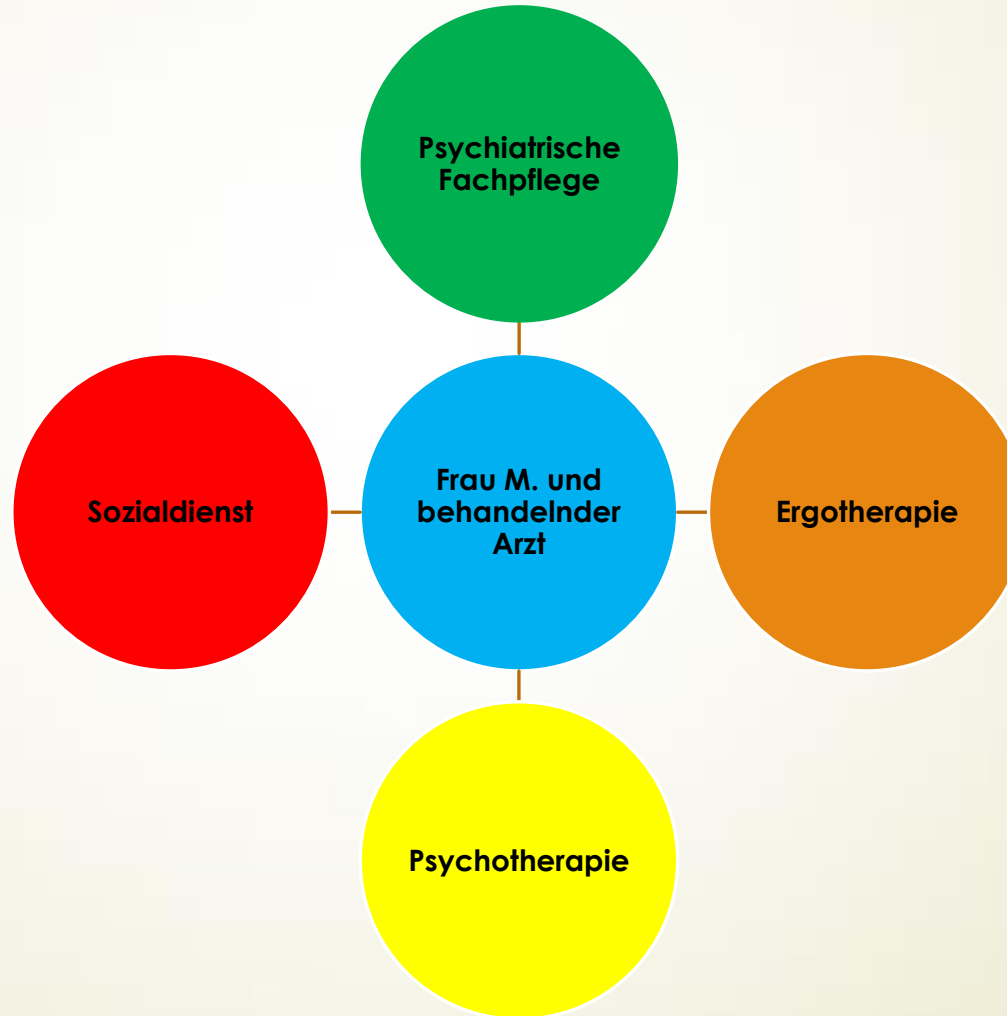 Psychiatrische
Fachpflege
Sozialdienst
Frau M. und
behandelnder
Arzt
Ergotherapie
Psychotherapie